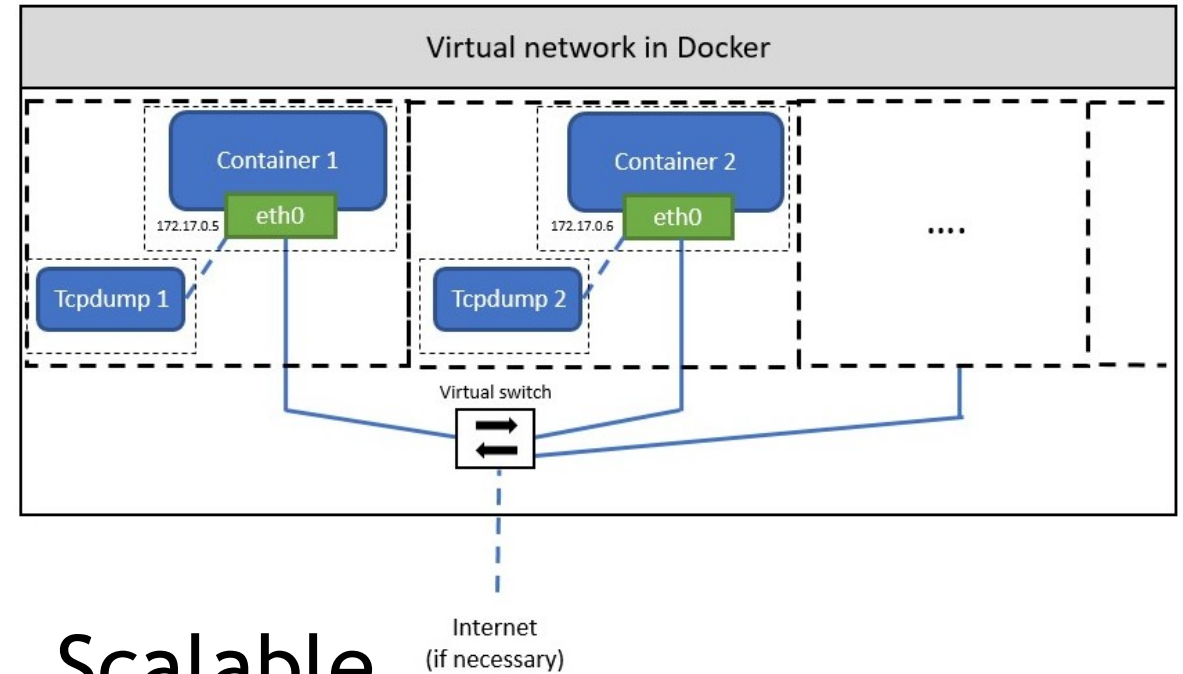 Virtual network in Docker
Container 1
eth0
172.17.0.5
Tcpdump 1
Container 2
eth0
172.17.0.6
Tcpdump 2
....
Virtual switch
Internet
(if necessary)
Scalable